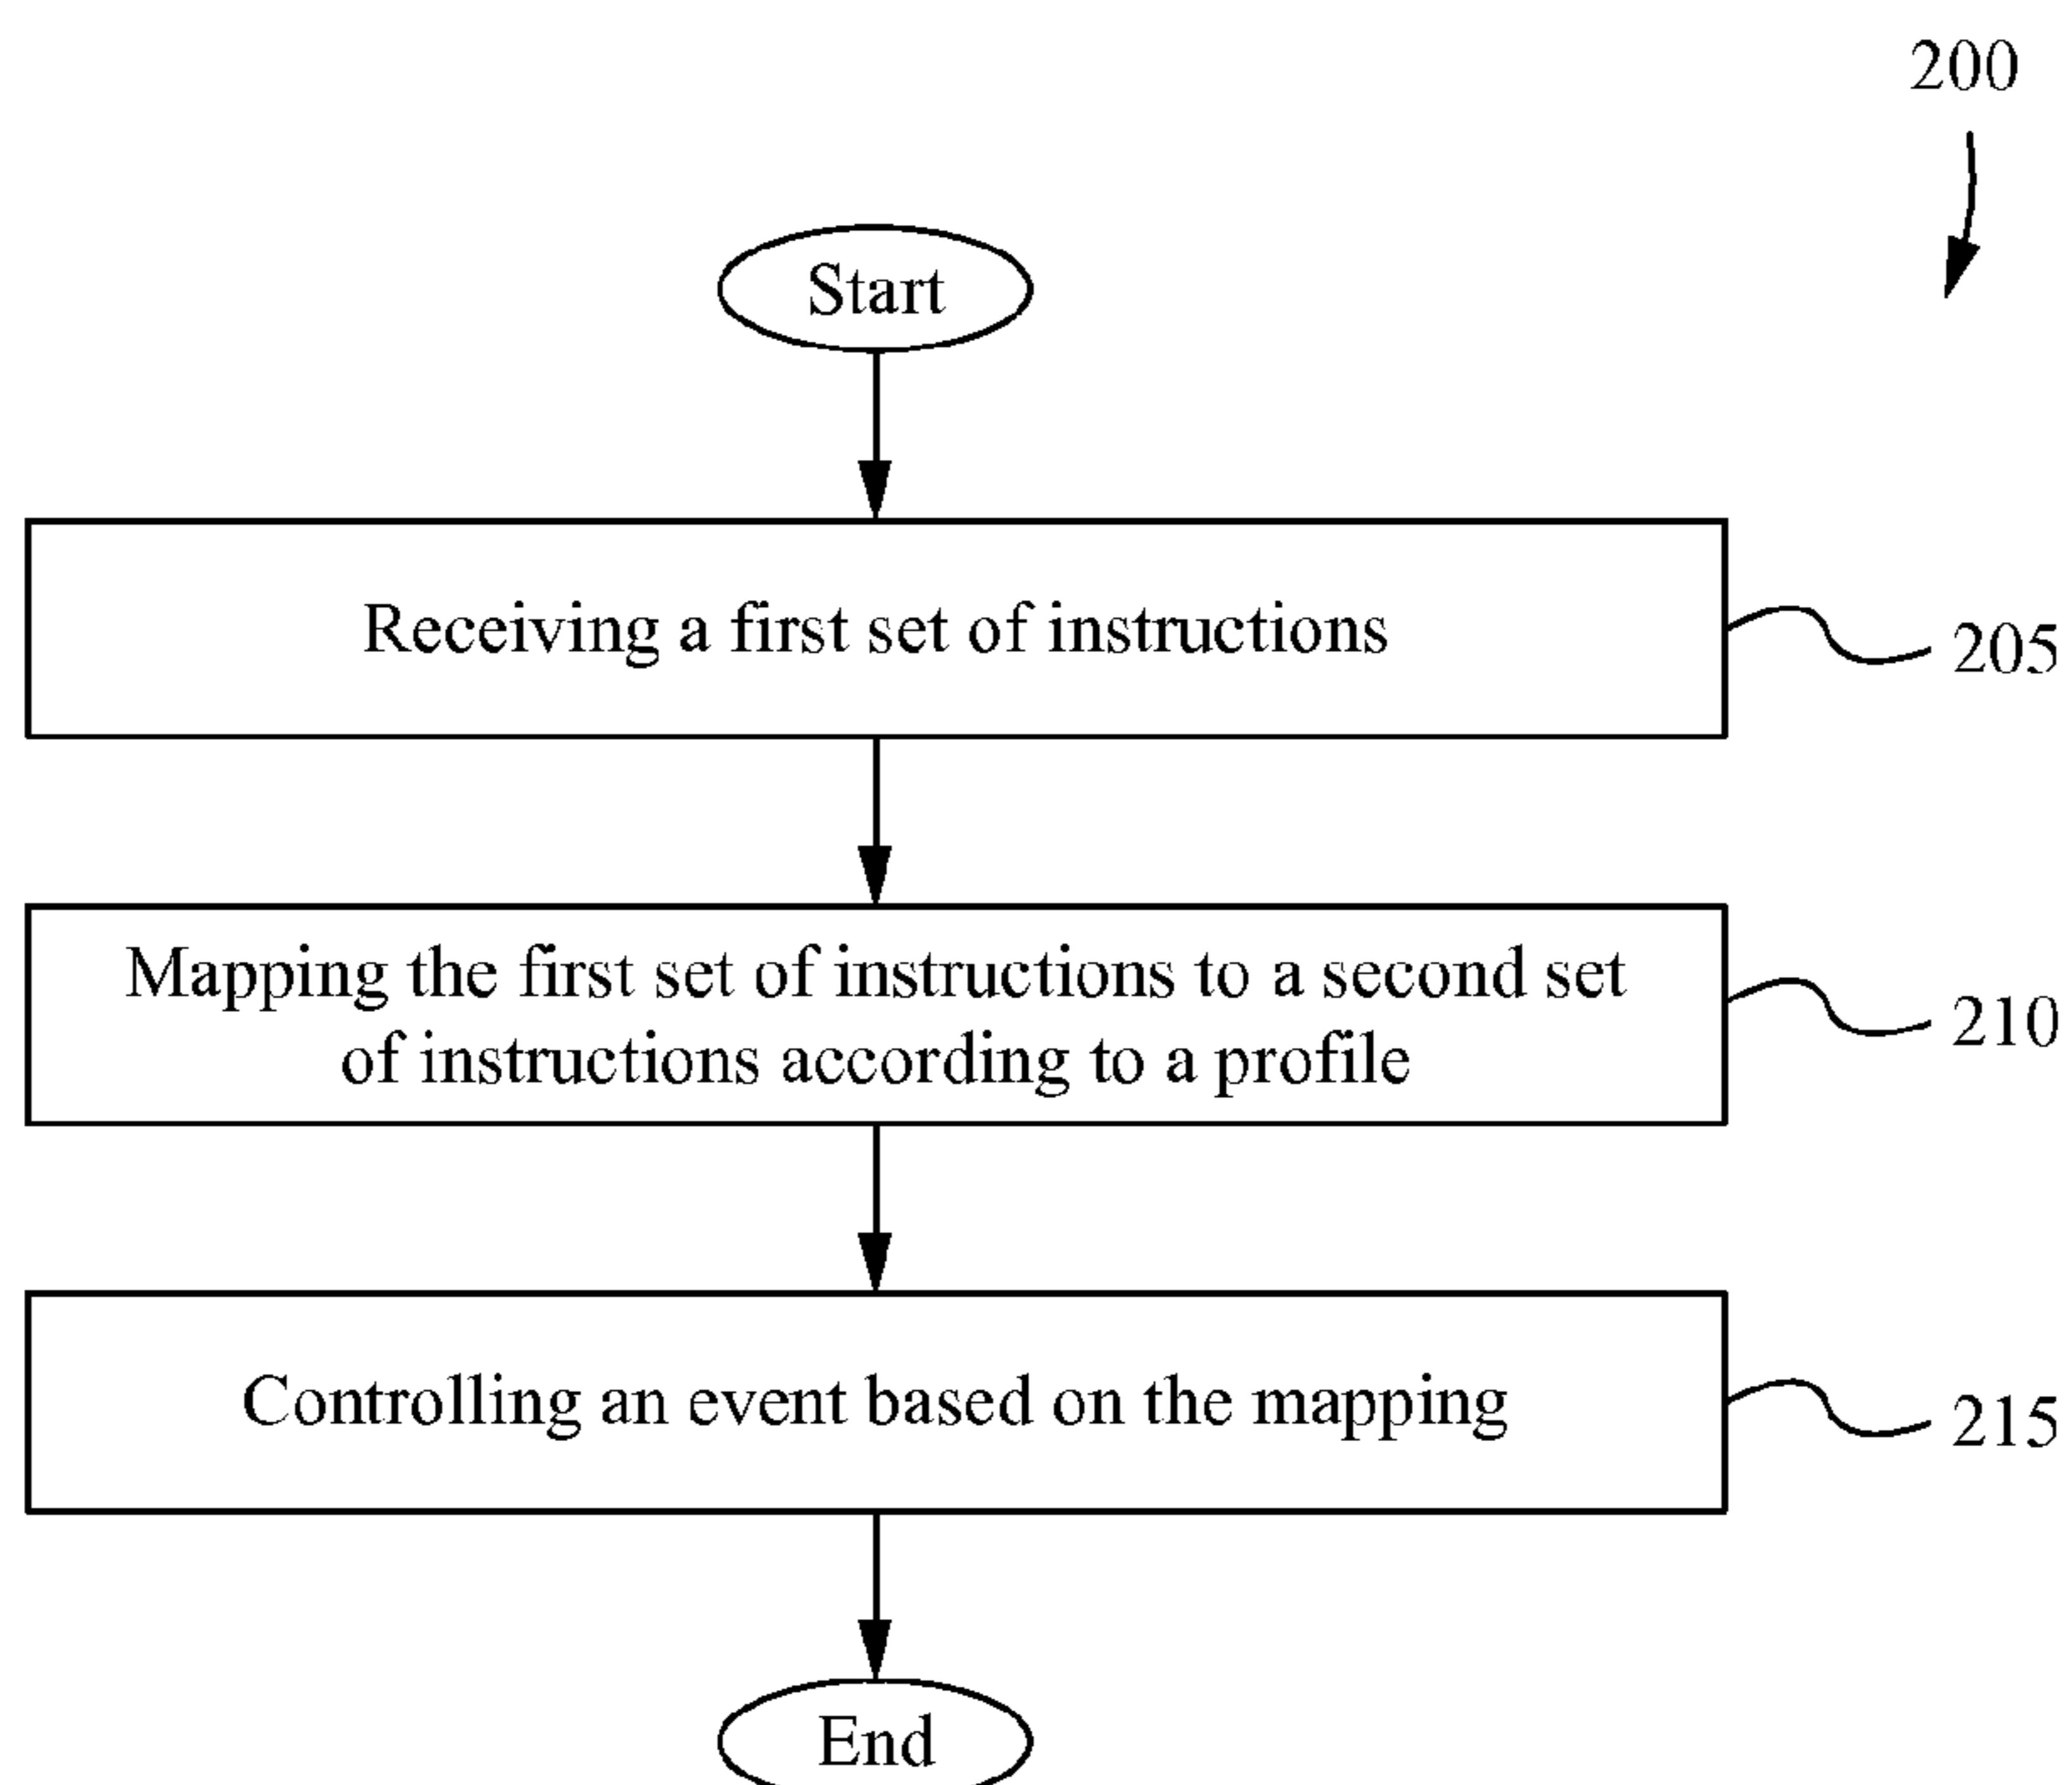 200
Start
Receiving a first set of instructions
205
Mapping the first set of instructions to a second set
of instructions according to a profile
210
Controlling an event based on the mapping
215
End